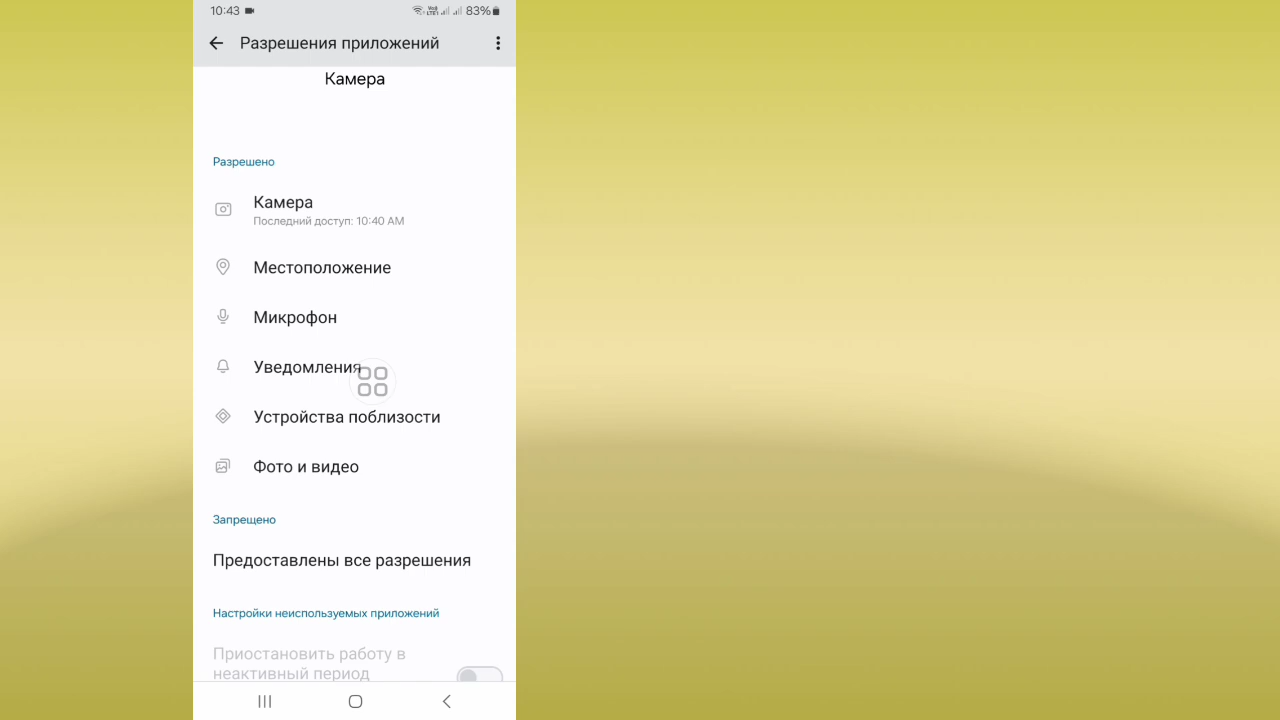 10:43
83%
Разрешения приложений
Камера
Разрешено
Камера
Последний доступ: 10:40 AM
Местоположение
Микрофон
Уведомления
Устройства поблизости
Фото и видео
Запрещено
Предоставлены все разрешения
Настройки неиспользуемых приложений
Приостановить работу в
неактивный период